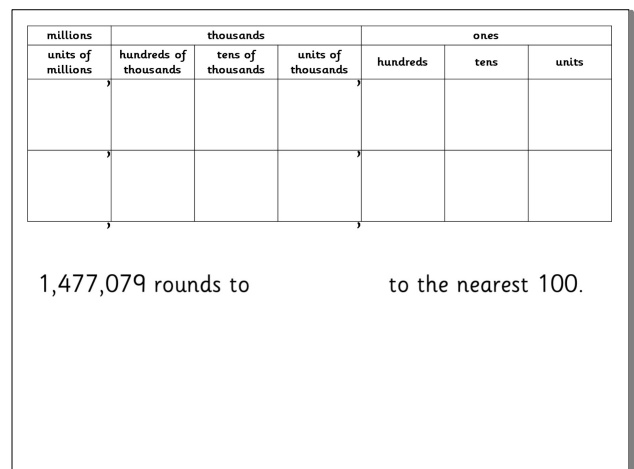 millions thousands ones
units of millions hundreds of thousands tens of thousands units of thousands hundreds tens units
, ,
, ,
, ,
1,477,079 rounds to to the nearest 100.